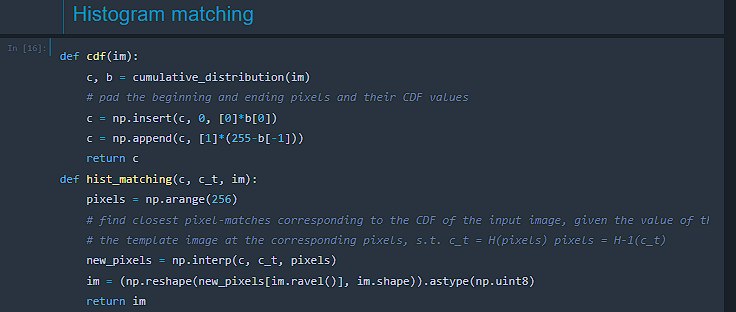 Histogram matching
In [16]:
def cdf(im):
c, b = cumulative_distribution(im)
# pad the beginning and ending pixels and their CDF values
c = np.insert(c, 0, [0]*b[0])
c = np.append(c, [1]*(255-b[-1]))
return c
def hist_matching(c, c_t, im):
pixels = np.arange(256)
# find closest pixel-matches corresponding to the CDF of the input image, given the value of
# the template image at the corresponding pixels, s.t. c_t = H(pixels) pixels = H-1(c_t)
new_pixels = np.interp(c, c_t, pixels)
im = (np.reshape(new_pixels[im.ravel()], im.shape)).astype(np.uint8)
return im